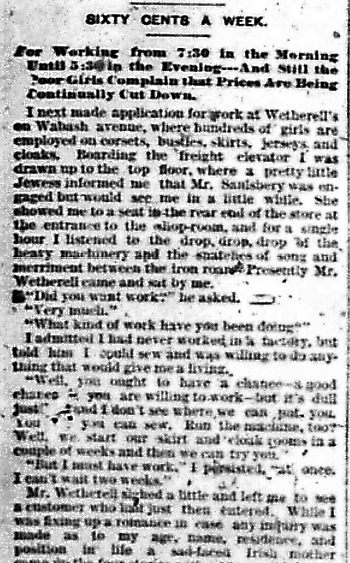 SIXTY CENTS A WEEK.
For Working from 7:30 in the Morning
Until 5:30 in the Evening—And Still the
Poor Girls Complain that Prices Are Being
Continually Cut Down.
I next made application for work at Wetherell's
on Wabash avenue, where hundreds of girls are
employed on corsets, bustles, skirts, jerseys, and
cloaks. Boarding the freight elevator I was
drawn up to the top floor, where a pretty little
Jewess informed me that Mr. Saulsbery was en-
gaged but would see me in a little while. She
showed me to a seat in the rear end of the store at
the entrance to the shop-room, and for a single
hour I listened to the drop, drop, drop of the
heavy machinery and the snatches of song and
merriment between the iron roars. Presently Mr.
Wetherell came and sat by me.
"Did you want work?" he asked.
"Very much."
"What kind of work have you been doing?"
I admitted I had never worked in a factory, but
told him I could sew and was willing to do any-
thing that would give me a living.
"Well, you ought to have a chance—a good
chance you are willing to work—but it's dull
just and I don't see where we can put you.
You you can sew. Run the machine, too?
Well, we start our skirt and cloak rooms in a
couple of weeks and then we can try you."
"But I must have work," I persisted, "at once.
I can't wait two weeks."
Mr. Wetherell sighed a little and left me to see
a customer who had just then entered. While I
was fixing up a romance in case any inquiry was
made as to my age, name, residence, and
position in life a sad-faced Irish mother